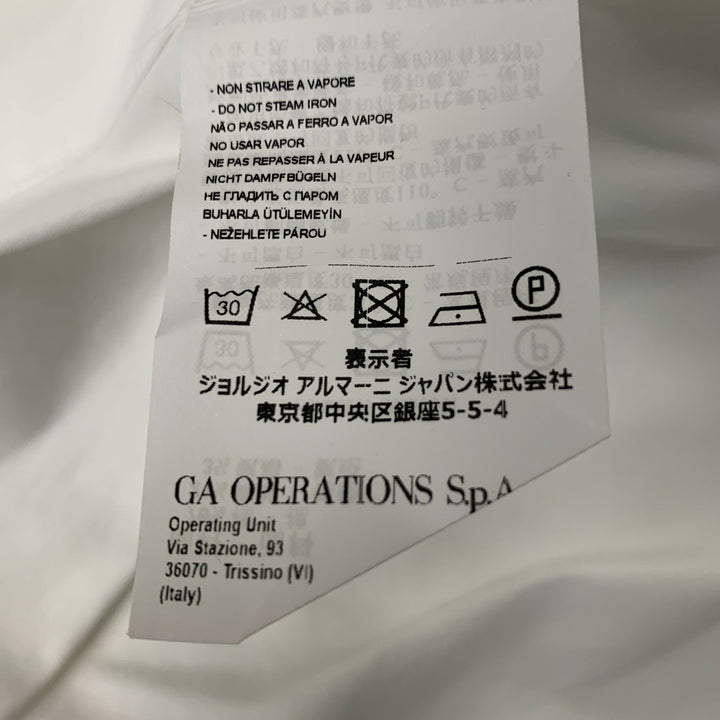 - NON STIRARE A VAPORE
- DO NOT STEAM IRON
NÃO PASSAR A FERRO A VAPOR
NO USAR VAPOR
NE PAS REPASSER À LA VAPEUR
NICHT DAMPFBÜGELN
НЕ ГЛАДИТЬ С ПАРОМ
BUHARLA ÜTÜLEMEYİN
- NEŽEHLETE PÁROU
30 P
表示者
ジョルジオ アルマーニ ジャパン株式会社
東京都中央区銀座5-5-4
GA OPERATIONS S.p.A
Operating Unit
Via Stazione, 93
36070 - Trissino (VI)
(Italy)